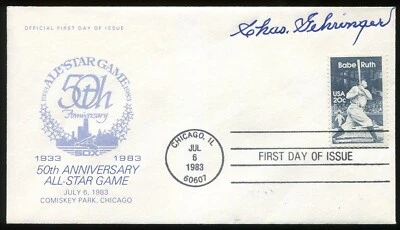 OFFICIAL FIRST DAY OF ISSUE
Chas. Gehringer
ALL-STAR GAME
50th
Anniversary
SOX
1933 1983
50th ANNIVERSARY
ALL-STAR GAME
JULY 6, 1983
COMISKEY PARK, CHICAGO
CHICAGO, IL
JUL
6
1983
60607
Babe Ruth
USA
20c
FIRST DAY OF ISSUE